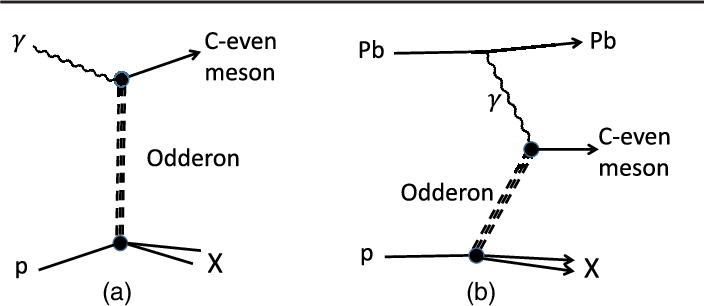 γ
C-even
meson
Odderon
p
X
(a)
Pb
Pb
γ
C-even
meson
Odderon
p
X
(b)